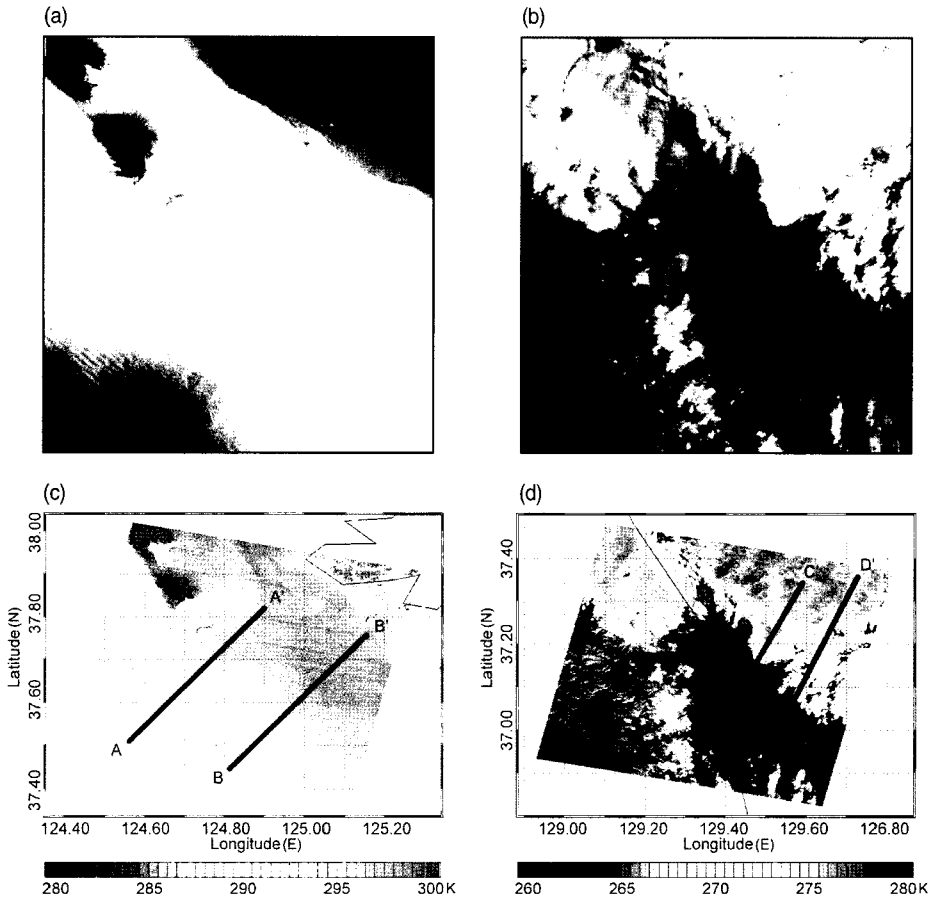 (a)
(b)
(c)
(d)
38.00
37.80
37.60
37.40
Latitude (N)
A
A'
B
B'
124.40 124.60 124.80 125.00 125.20
Longitude (E)
280 285 290 295 300K
37.40
37.20
37.00
Latitude (N)
C
D'
129.00 129.20 129.40 129.60 126.80
Longitude (E)
260 265 270 275 280K